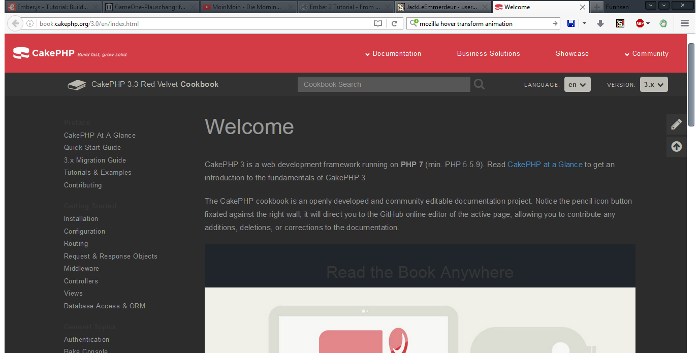 Welcome
book.cakephp.org/3.0/en/index.html
mozilla hover transform animation
CakePHP
Documentation
Business Solutions
Showcase
Community
CakePHP 3.3 Red Velvet Cookbook
Cookbook Search
LANGUAGE:
en
VERSION:
3.x
CakePHP At A Glance
Quick Start Guide
3.x Migration Guide
Tutorials & Examples
Contributing
Installation
Configuration
Routing
Request & Response Objects
Middleware
Controllers
Views
Database Access & ORM
Authentication
Bake Console
Welcome
CakePHP 3 is a web development framework running on PHP 7 (min. PHP 5.5.9). Read CakePHP at a Glance to get an
introduction to the fundamentals of CakePHP 3.
The CakePHP cookbook is an openly developed and community editable documentation project. Notice the pencil icon button
fixated against the right wall; it will direct you to the GitHub online editor of the active page, allowing you to contribute any
additions, deletions, or corrections to the documentation.
Read the Book Anywhere